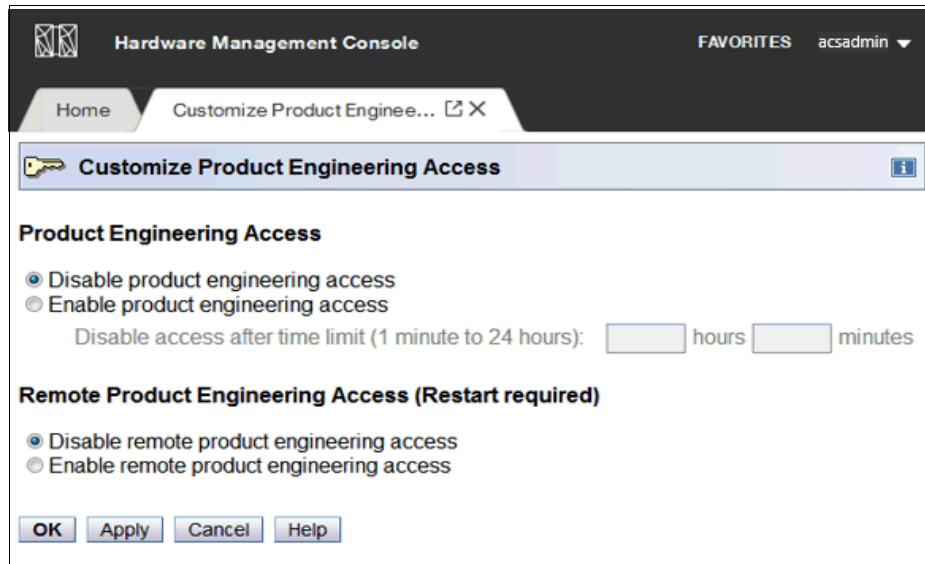 Hardware Management Console FAVORITES acsadmin
Home Customize Product Enginee...
Customize Product Engineering Access
Product Engineering Access
Disable product engineering access
Enable product engineering access
Disable access after time limit (1 minute to 24 hours): hours minutes
Remote Product Engineering Access (Restart required)
Disable remote product engineering access
Enable remote product engineering access
OK Apply Cancel Help